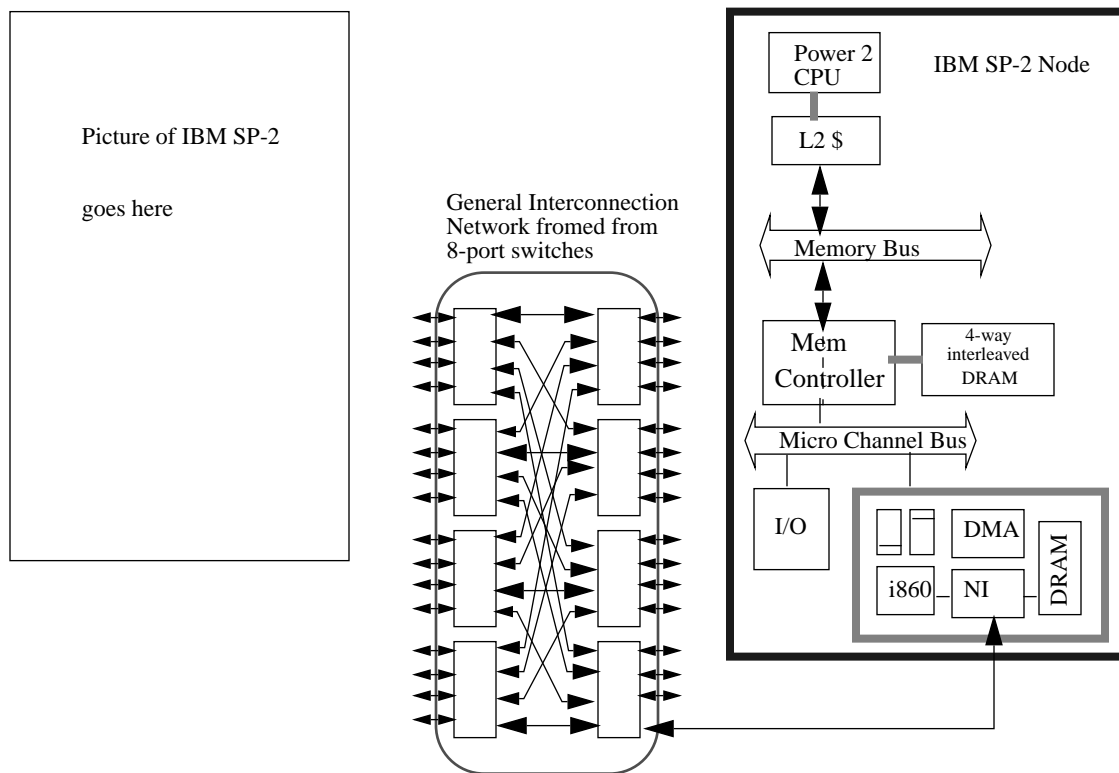 Picture of IBM SP-2
goes here
General Interconnection
Network fromed from
8-port switches
IBM SP-2 Node
Power 2
CPU
L2 $
Memory Bus
Mem
Controller
4-way
interleaved
DRAM
Micro Channel Bus
I/O
DMA
i860
NI
DRAM